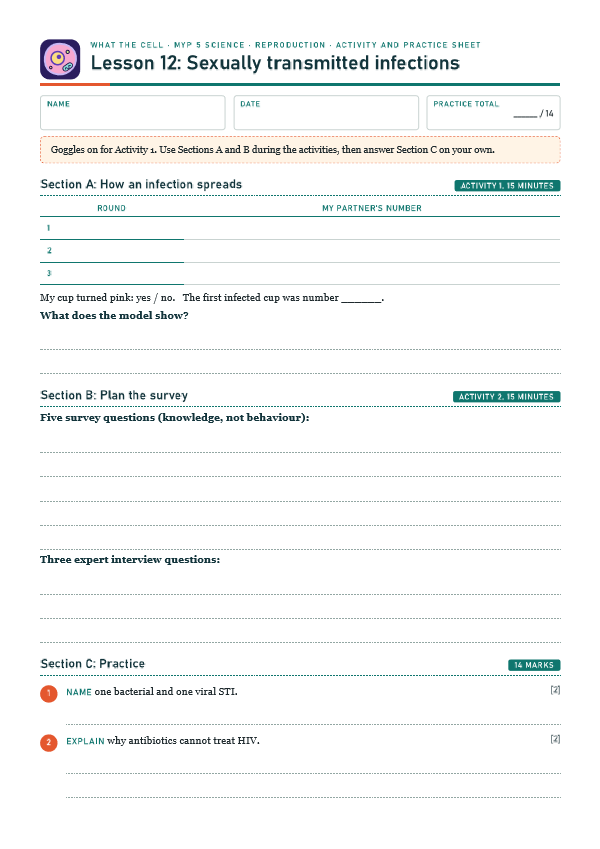 WHAT THE CELL · MYP 5 SCIENCE · REPRODUCTION · ACTIVITY AND PRACTICE SHEET
Lesson 12: Sexually transmitted infections
NAME
DATE
PRACTICE TOTAL
_____ / 14
Goggles on for Activity 1. Use Sections A and B during the activities, then answer Section C on your own.
Section A: How an infection spreads
ACTIVITY 1, 15 MINUTES
ROUND
MY PARTNER'S NUMBER
1
2
3
My cup turned pink: yes / no. The first infected cup was number ________.
What does the model show?
Section B: Plan the survey
ACTIVITY 2, 15 MINUTES
Five survey questions (knowledge, not behaviour):
Three expert interview questions:
Section C: Practice
14 MARKS
1 NAME one bacterial and one viral STI. [2]
2 EXPLAIN why antibiotics cannot treat HIV. [2]